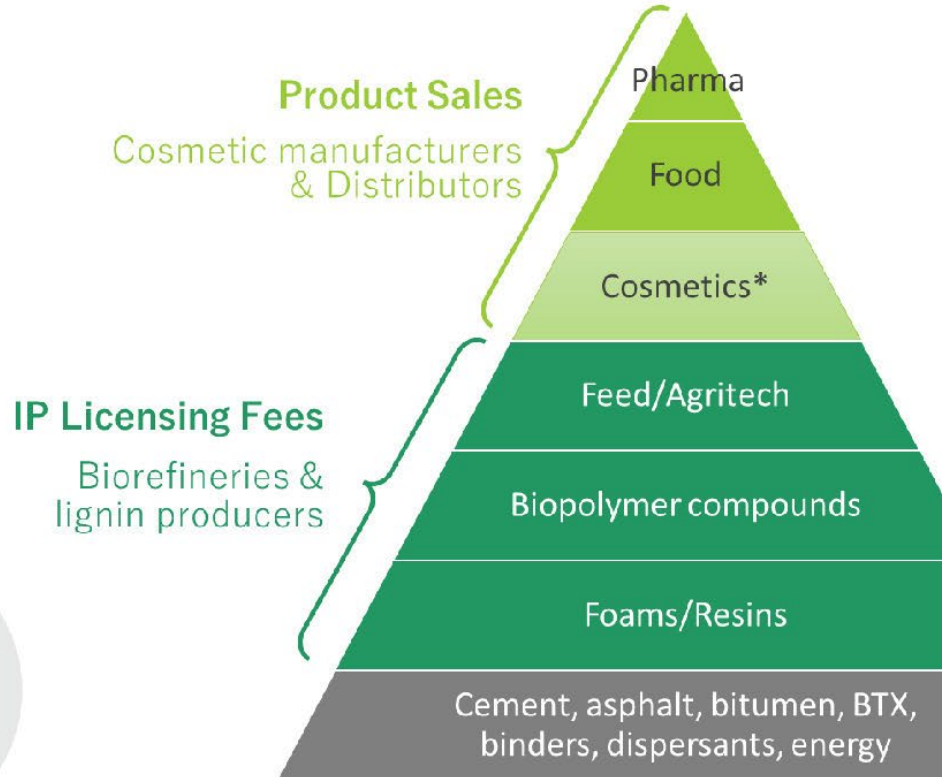 Product Sales
Cosmetic manufacturers
& Distributors
Pharma
Food
Cosmetics*
IP Licensing Fees
Biorefineries &
lignin producers
Feed/Agritech
Biopolymer compounds
Foams/Resins
Cement, asphalt, bitumen, BTX,
binders, dispersants, energy